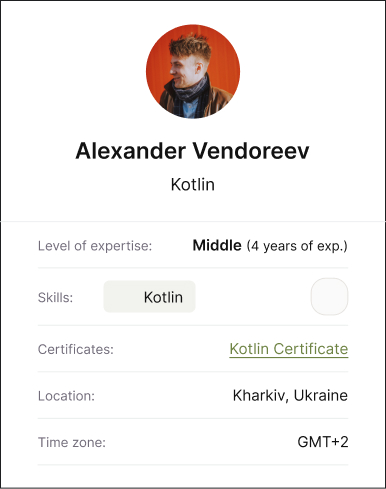 Alexander Vendoreev
Kotlin
Level of expertise: Middle (4 years of exp.)
Skills: Kotlin
Certificates: Kotlin Certificate
Location: Kharkiv, Ukraine
Time zone: GMT+2